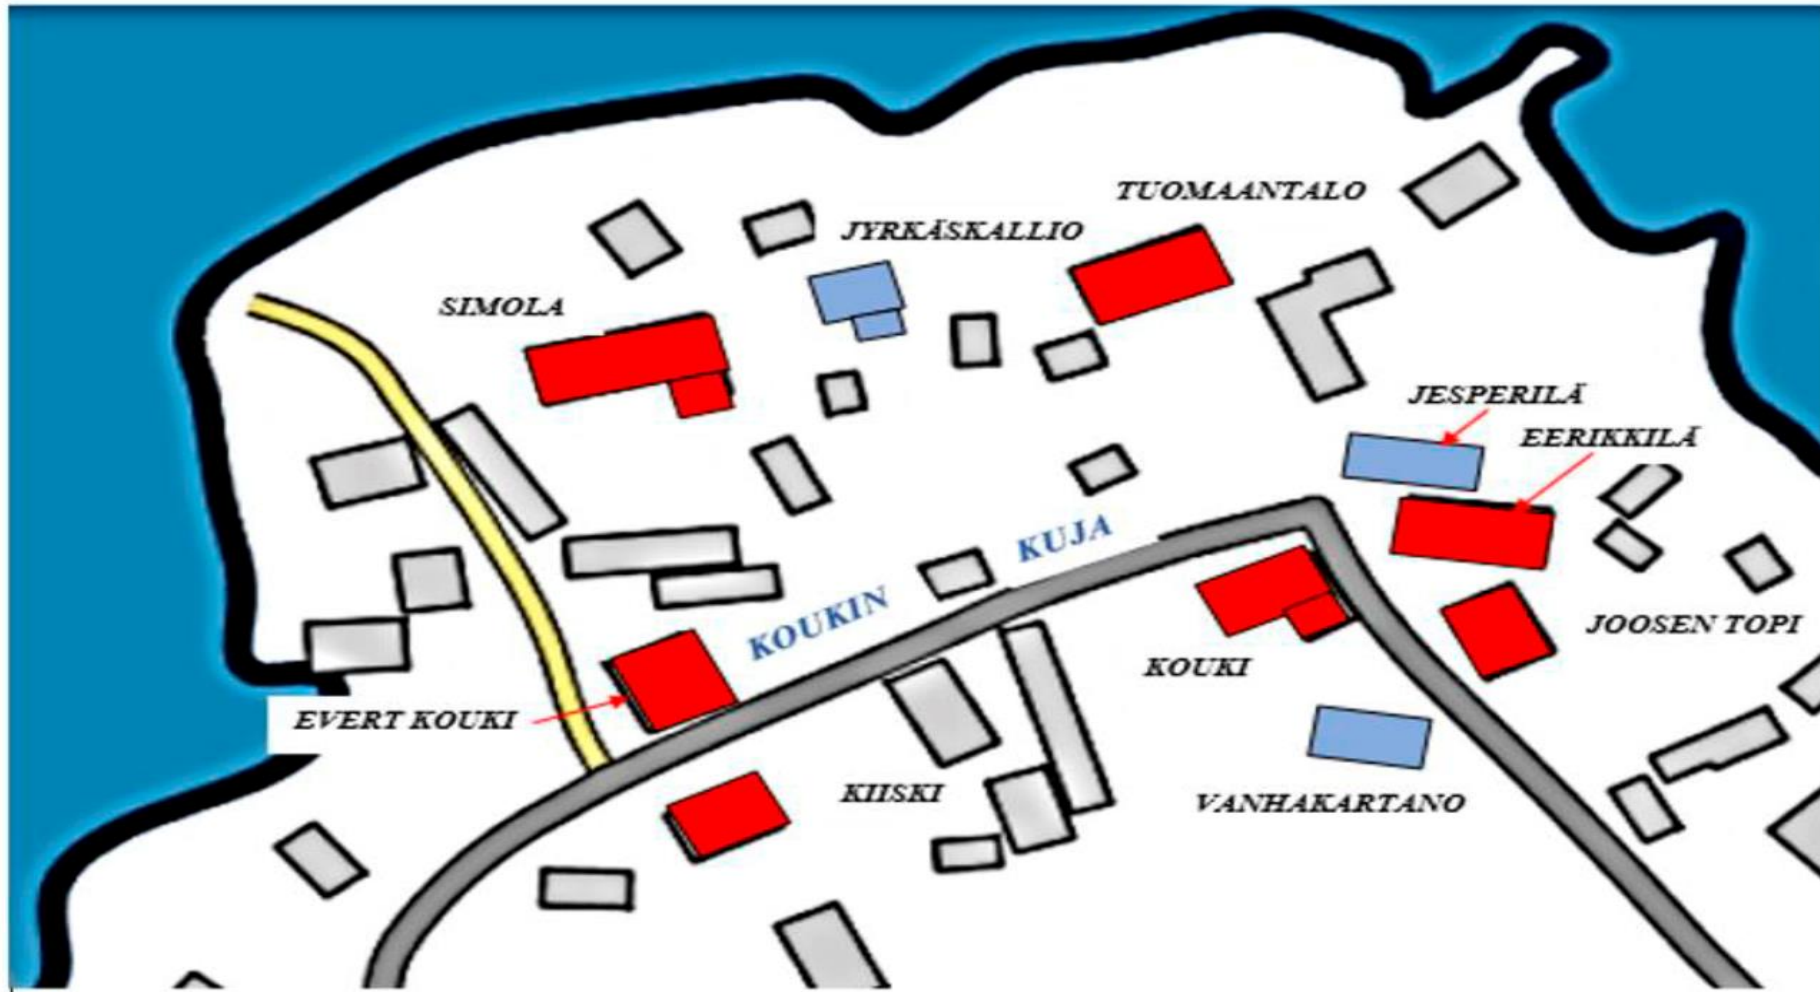 TUOMAANTALO
JYRKÄSKALLIO
SIMOLA
JESPERILÄ
EERIKKILÄ
KOUKIN KUJA
JOOSEN TOPI
KOUKI
EVERT KOUKI
KIISKI
VANHAKARTANO